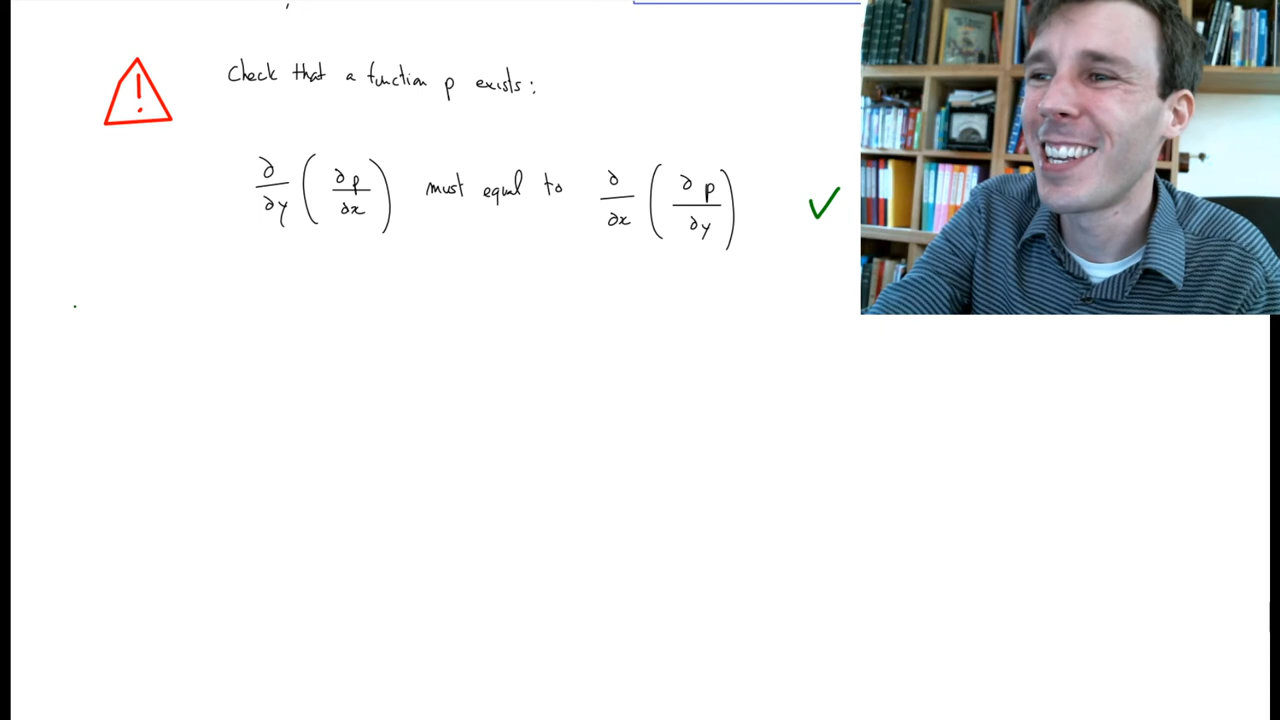 Check that a function p exists:
∂/∂y (∂p/∂x) must equal to ∂/∂x (∂p/∂y) ✓